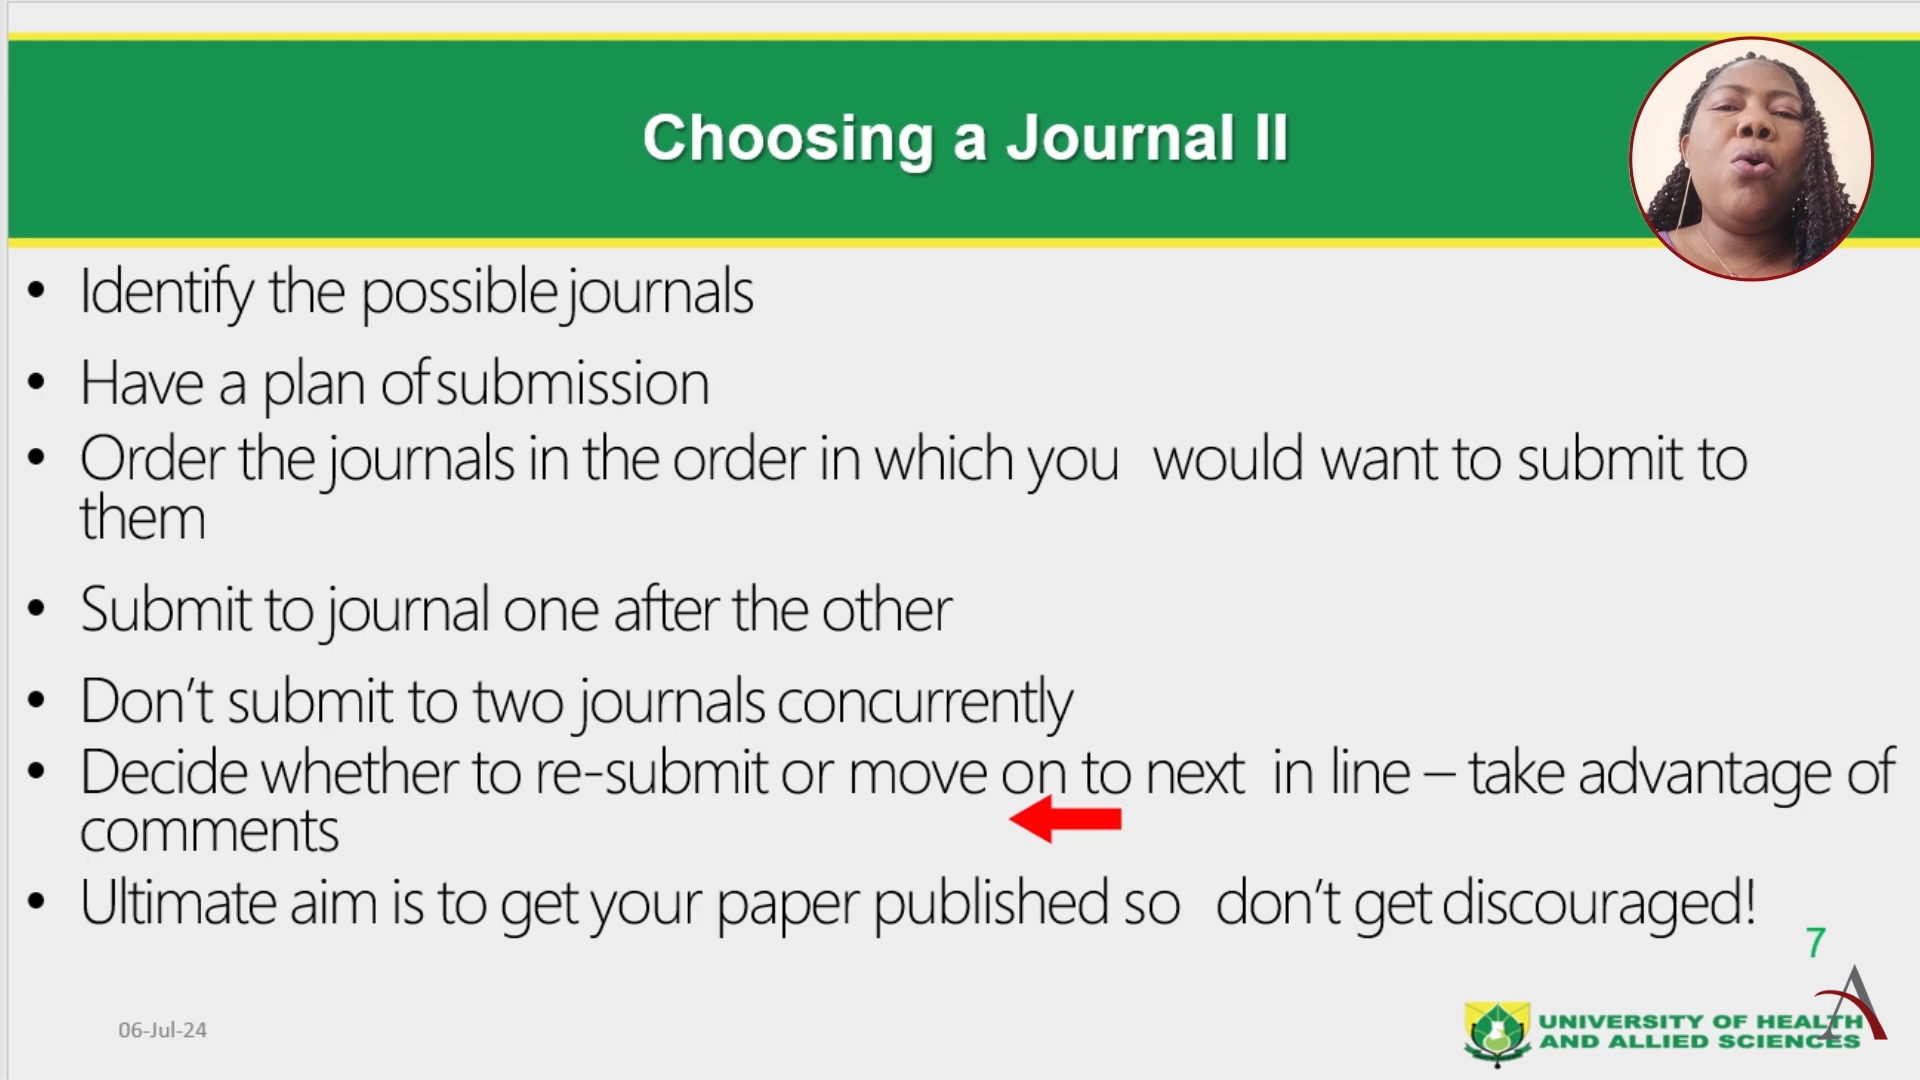 Choosing a Journal II
• Identify the possible journals
• Have a plan of submission
• Order the journals in the order in which you would want to submit to
them
• Submit to journal one after the other
• Don’t submit to two journals concurrently
• Decide whether to re-submit or move on to next in line – take advantage of
comments
• Ultimate aim is to get your paper published so don’t get discouraged!
7
06-Jul-24
UNIVERSITY OF HEALTH
AND ALLIED SCIENCES